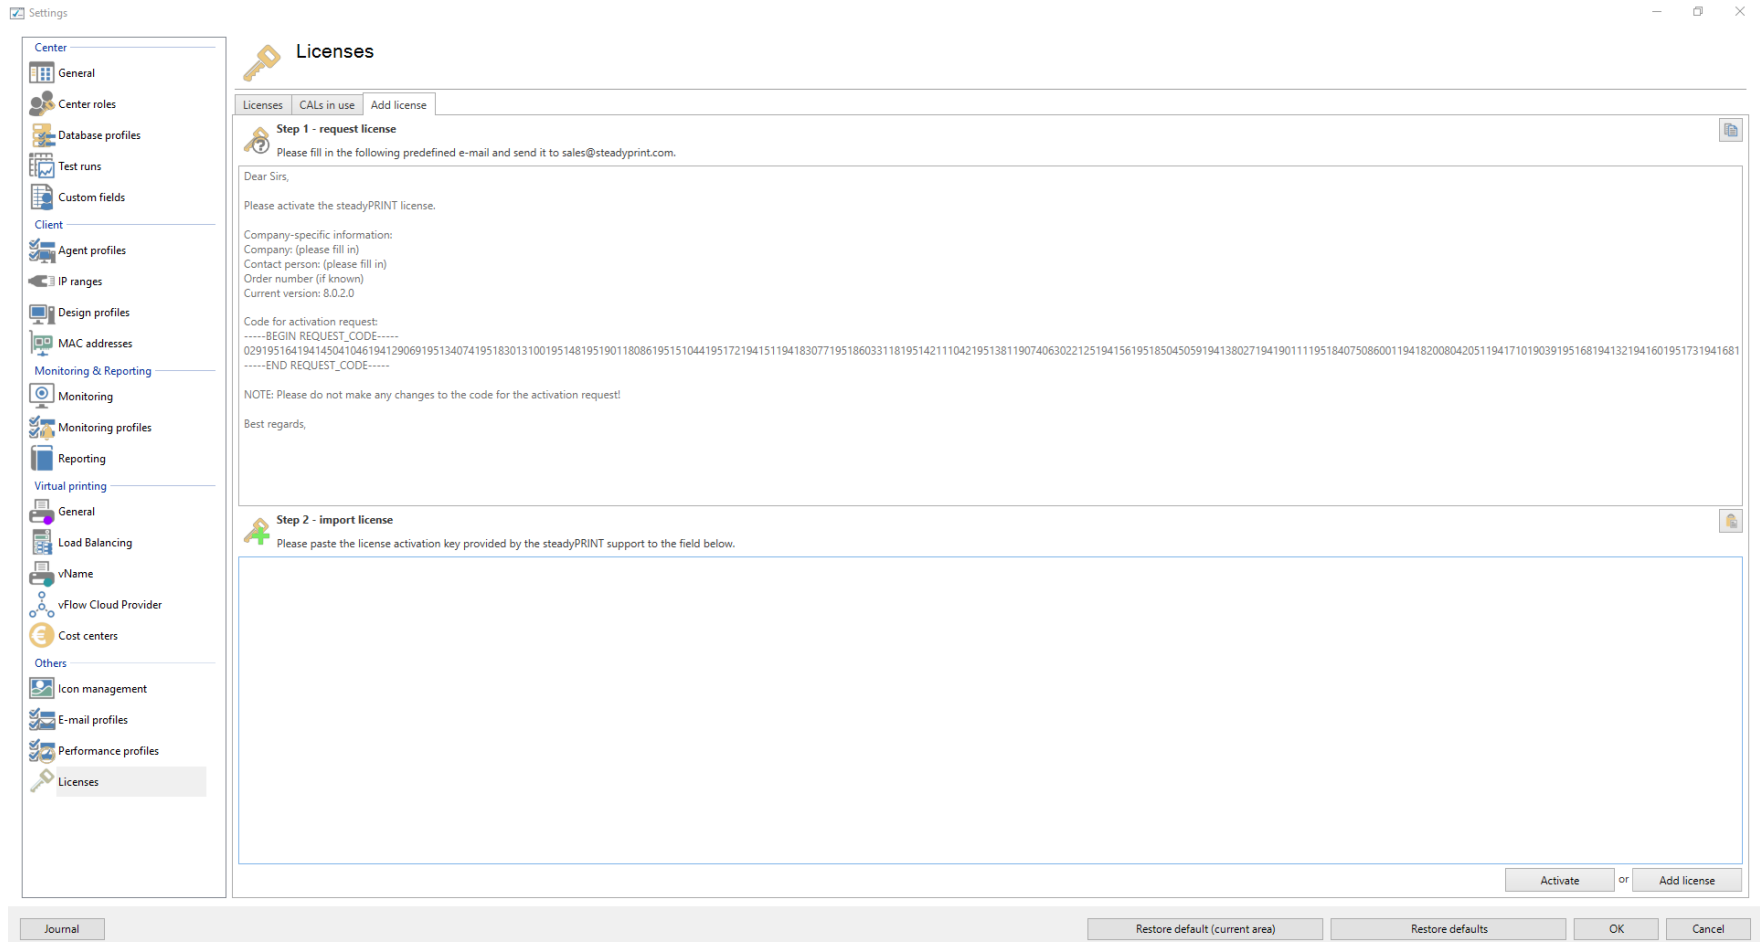 Settings
Center
General
Center roles
Database profiles
Test runs
Custom fields
Client
Agent profiles
IP ranges
Design profiles
MAC addresses
Monitoring & Reporting
Monitoring
Monitoring profiles
Reporting
Virtual printing
General
Load Balancing
vName
vFlow Cloud Provider
Cost centers
Others
Icon management
E-mail profiles
Performance profiles
Licenses
Licenses
Licenses CALs in use Add license
Step 1 - request license
Please fill in the following predefined e-mail and send it to sales@steadyprint.com.
Dear Sirs,
Please activate the steadyPRINT license.
Company-specific information:
Company: (please fill in)
Contact person: (please fill in)
Order number (if known)
Current version: 8.0.2.0
Code for activation request:
-----BEGIN REQUEST_CODE-----
-----END REQUEST_CODE-----
NOTE: Please do not make any changes to the code for the activation request!
Best regards,
Step 2 - import license
Please paste the license activation key provided by the steadyPRINT support to the field below.
Activate or Add license
Journal Restore default (current area) Restore defaults OK Cancel